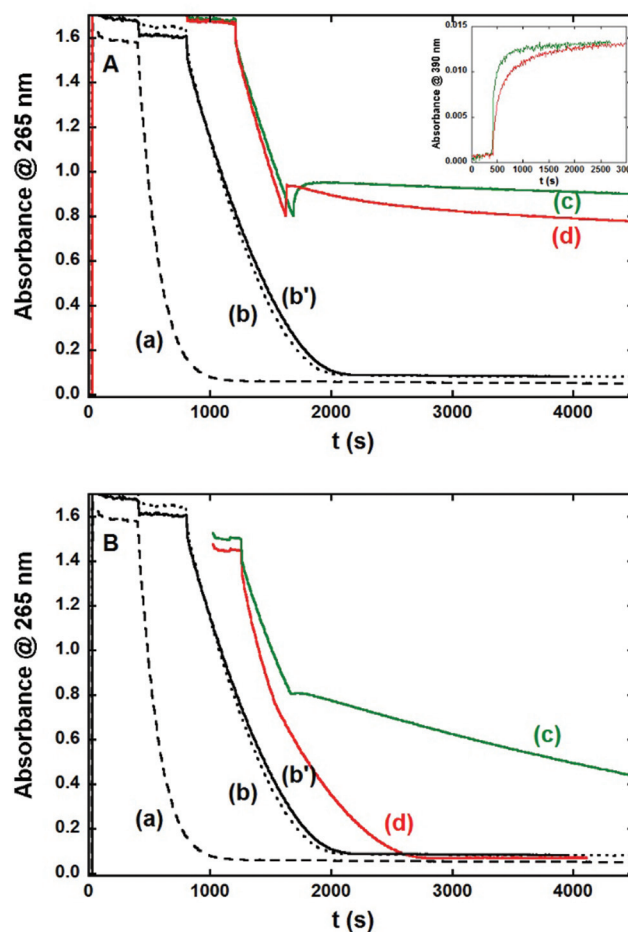 1.6
1.4
1.2
1.0
0.8
0.6
0.4
0.2
0.0
Absorbance @ 265 nm
A
(a)
(b)
(b')
(c)
(d)
0
1000
2000
3000
4000
t (s)
0.015
0.010
0.005
0.000
Absorbance @ 390 nm
0
500
1000
1500
2000
2500
3000
t (s)
1.6
1.4
1.2
1.0
0.8
0.6
0.4
0.2
0.0
Absorbance @ 265 nm
B
(a)
(b)
(b')
(c)
(d)
0
1000
2000
3000
4000
t (s)